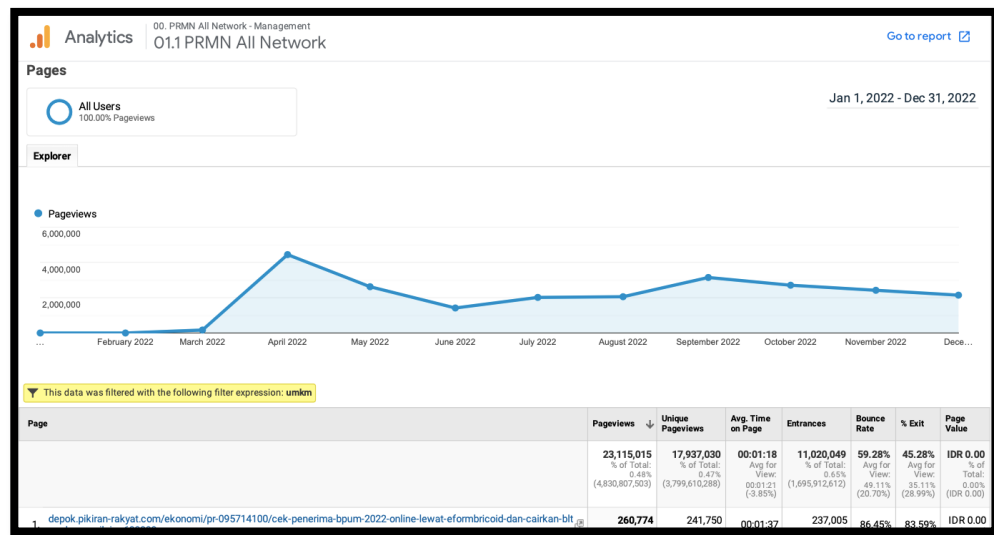 Analytics
00. PRMN All Network - Management
01.1 PRMN All Network
Go to report
Pages
All Users
100.00% Pageviews
Jan 1, 2022 - Dec 31, 2022
Explorer
Pageviews
6,000,000
4,000,000
2,000,000
... February 2022 March 2022 April 2022 May 2022 June 2022 July 2022 August 2022 September 2022 October 2022 November 2022 Dece...
This data was filtered with the following filter expression: umkm
Page Pageviews Unique Pageviews Avg. Time on Page Entrances Bounce Rate % Exit Page Value
23,115,015 17,937,030 00:01:18 11,020,049 59.28% 45.28% IDR 0.00
% of Total: 0.48% (4,830,807,503) % of Total: 0.47% (3,799,610,288) Avg for View: 00:01:21 (-3.85%) % of Total: 0.65% (1,695,912,612) Avg for View: 49.11% (20.70%) Avg for View: 35.11% (28.99%) % of Total: 0.00% (IDR 0.00)
1. depok.pikiran-rakyat.com/ekonomi/pr-095714100/cek-penerima-bpum-2022-online-lewat-eformbricoid-dan-cairkan-blt 260,774 241,750 00:01:37 237,005 86.45% 83.59% IDR 0.00